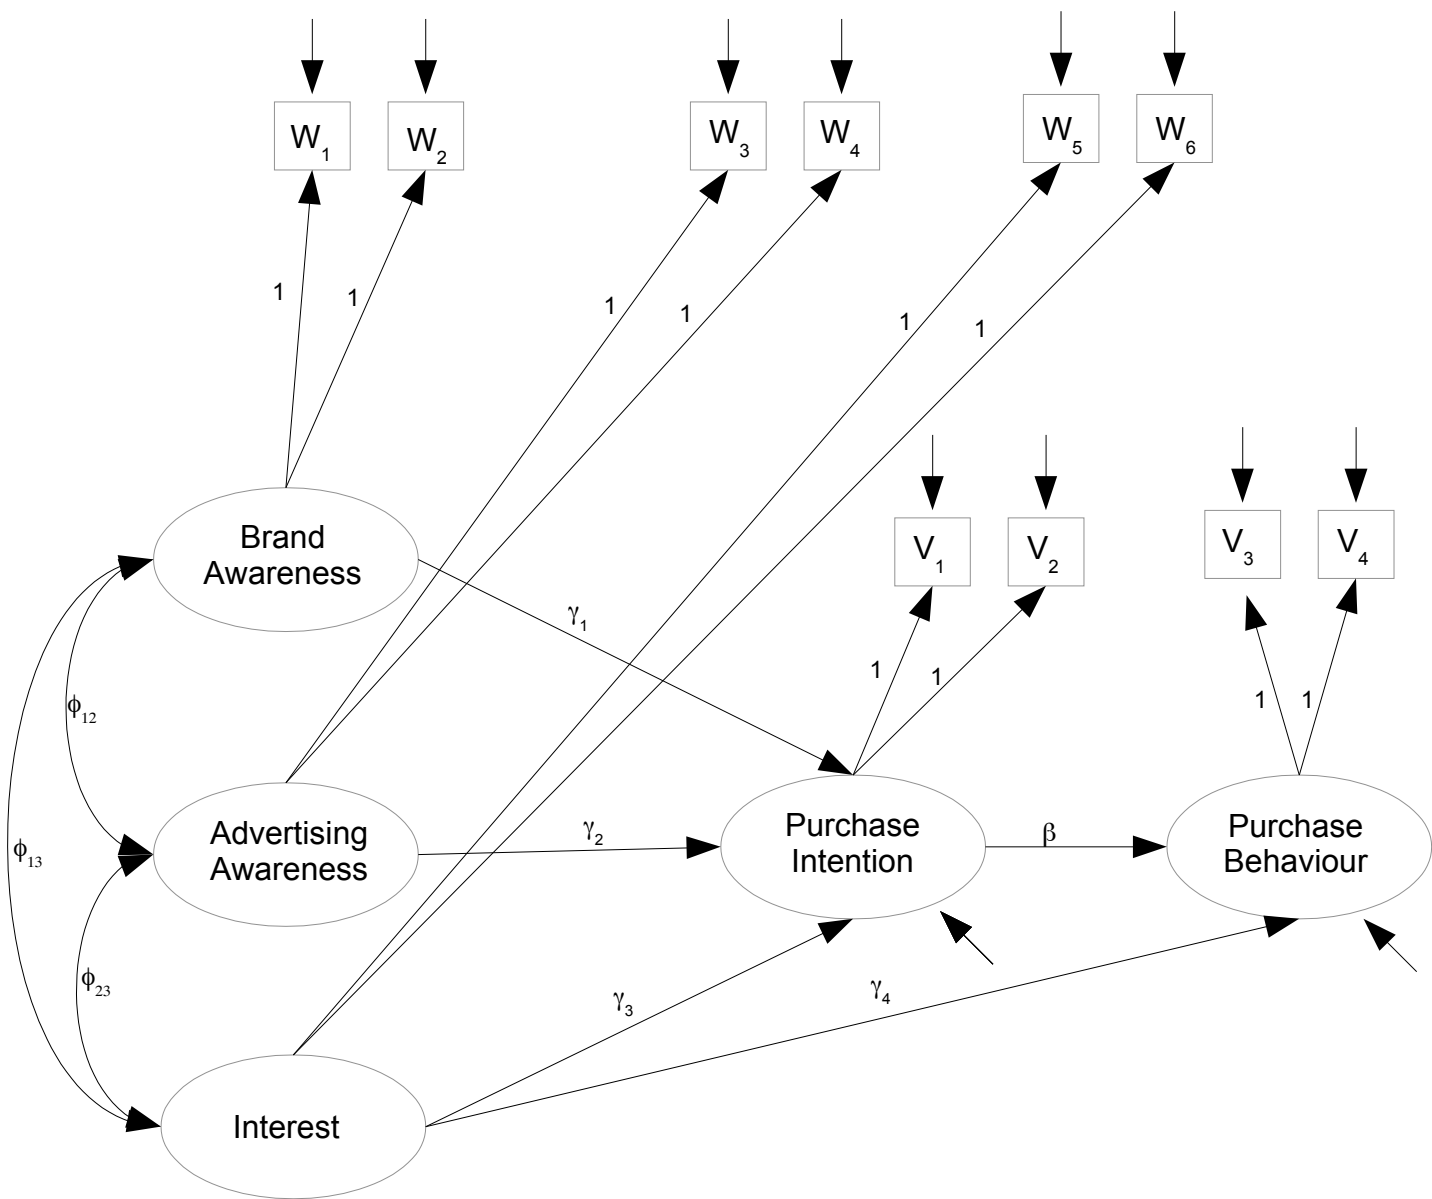 W₁ W₂ W₃ W₄ W₅ W₆
1 1 1 1 1 1
Brand
Awareness
V₁ V₂ V₃ V₄
γ₁
1 1 1 1
ϕ₁₂
Advertising
Awareness
γ₂
Purchase
Intention
β
Purchase
Behaviour
ϕ₁₃
ϕ₂₃
γ₃
γ₄
Interest